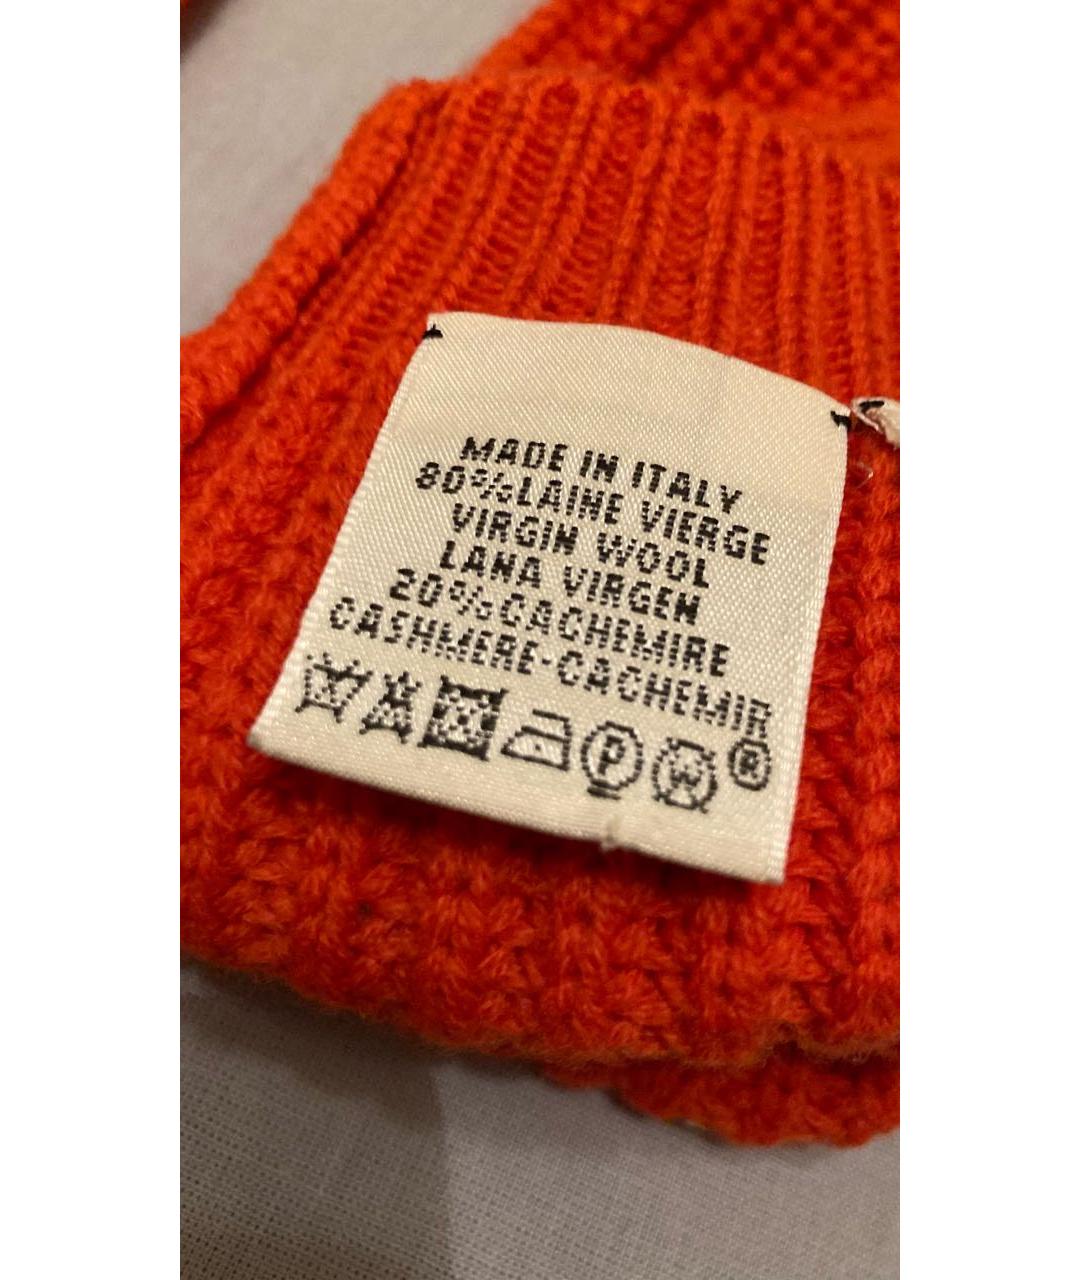 MADE IN ITALY
80%LAINE VIERGE
VIRGIN WOOL
LANA VIRGEN
20%CACHEMIRE
CASHMERE-CACHEMIR
P W ®